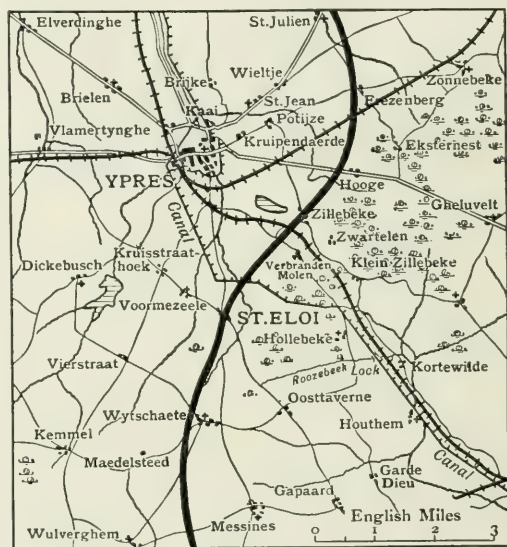 Elverdinghe
St.Julien
Zonnebeke
Wieltje
Brijke
Brielen
St.Jean
Frezenberg
Kaai
Potijze
Vlamertynghe
Kruipendaerde
Eksternest
YPRES
Hooge
Gheluvelt
Canal
Zillebeke
Zwartelen
Kruisstraat-
hoek
Verbranden
Molen
Klein Zillebeke
Dickebusch
Voormezeele
ST.ELOI
Hollebeke
Vierstraat
Roozebeek
Lock
Kortewilde
Oosttaverne
Wytschaete
Houthem
Kemmel
Maedelsteed
Canal
Garde
Dieu
Gapaard
English Miles
Messines
0 1 2 3
Wulverghem